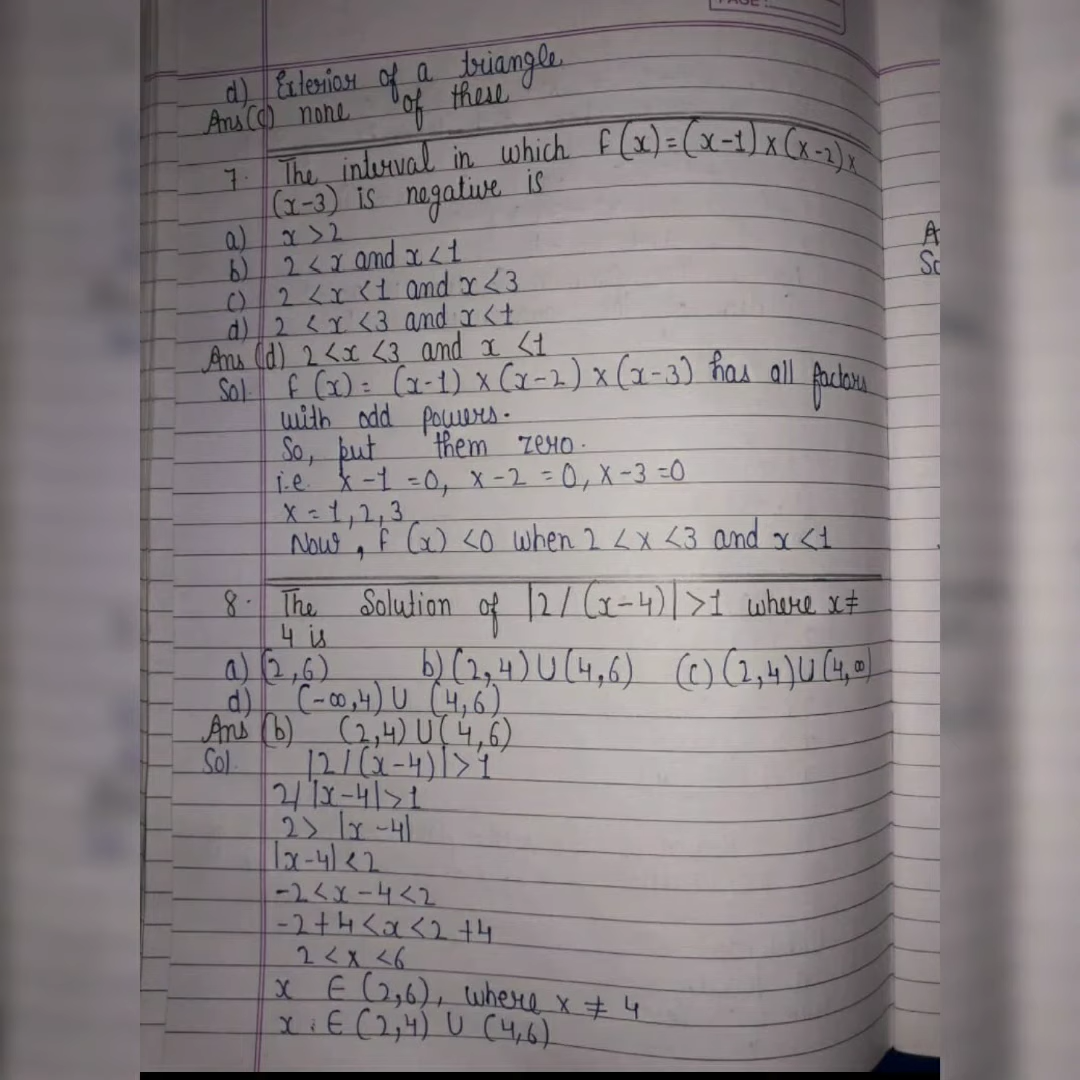 PAGE:
d) Exterior of a triangle
Ans (c) none of these
7. The interval in which f(x)=(x-1)×(x-2)×
(x-3) is negative is
a) x>2
b) 2<x and x<1
c) 2<x<1 and x<3
d) 2<x<3 and x<1
Ans (d) 2<x<3 and x<1
Sol. f(x)= (x-1)×(x-2)×(x-3) has all factors
with odd powers.
So, put them zero.
i.e. x-1=0, x-2=0, x-3=0
x=1,2,3
Now, f(x)<0 when 2<x<3 and x<1
8. The Solution of |2/(x-4)|>1 where x≠
4 is
a) (2,6) b) (2,4)U(4,6) (c) (2,4)U(4,∞)
d) (-∞,4) U (4,6)
Ans (b) (2,4)U(4,6)
Sol. |2/(x-4)|>1
2/|x-4|>1
2> |x-4|
|x-4|<2
-2<x-4<2
-2+4<x<2+4
2<x<6
x ∈ (2,6), where x ≠ 4
x ∈ (2,4) U (4,6)